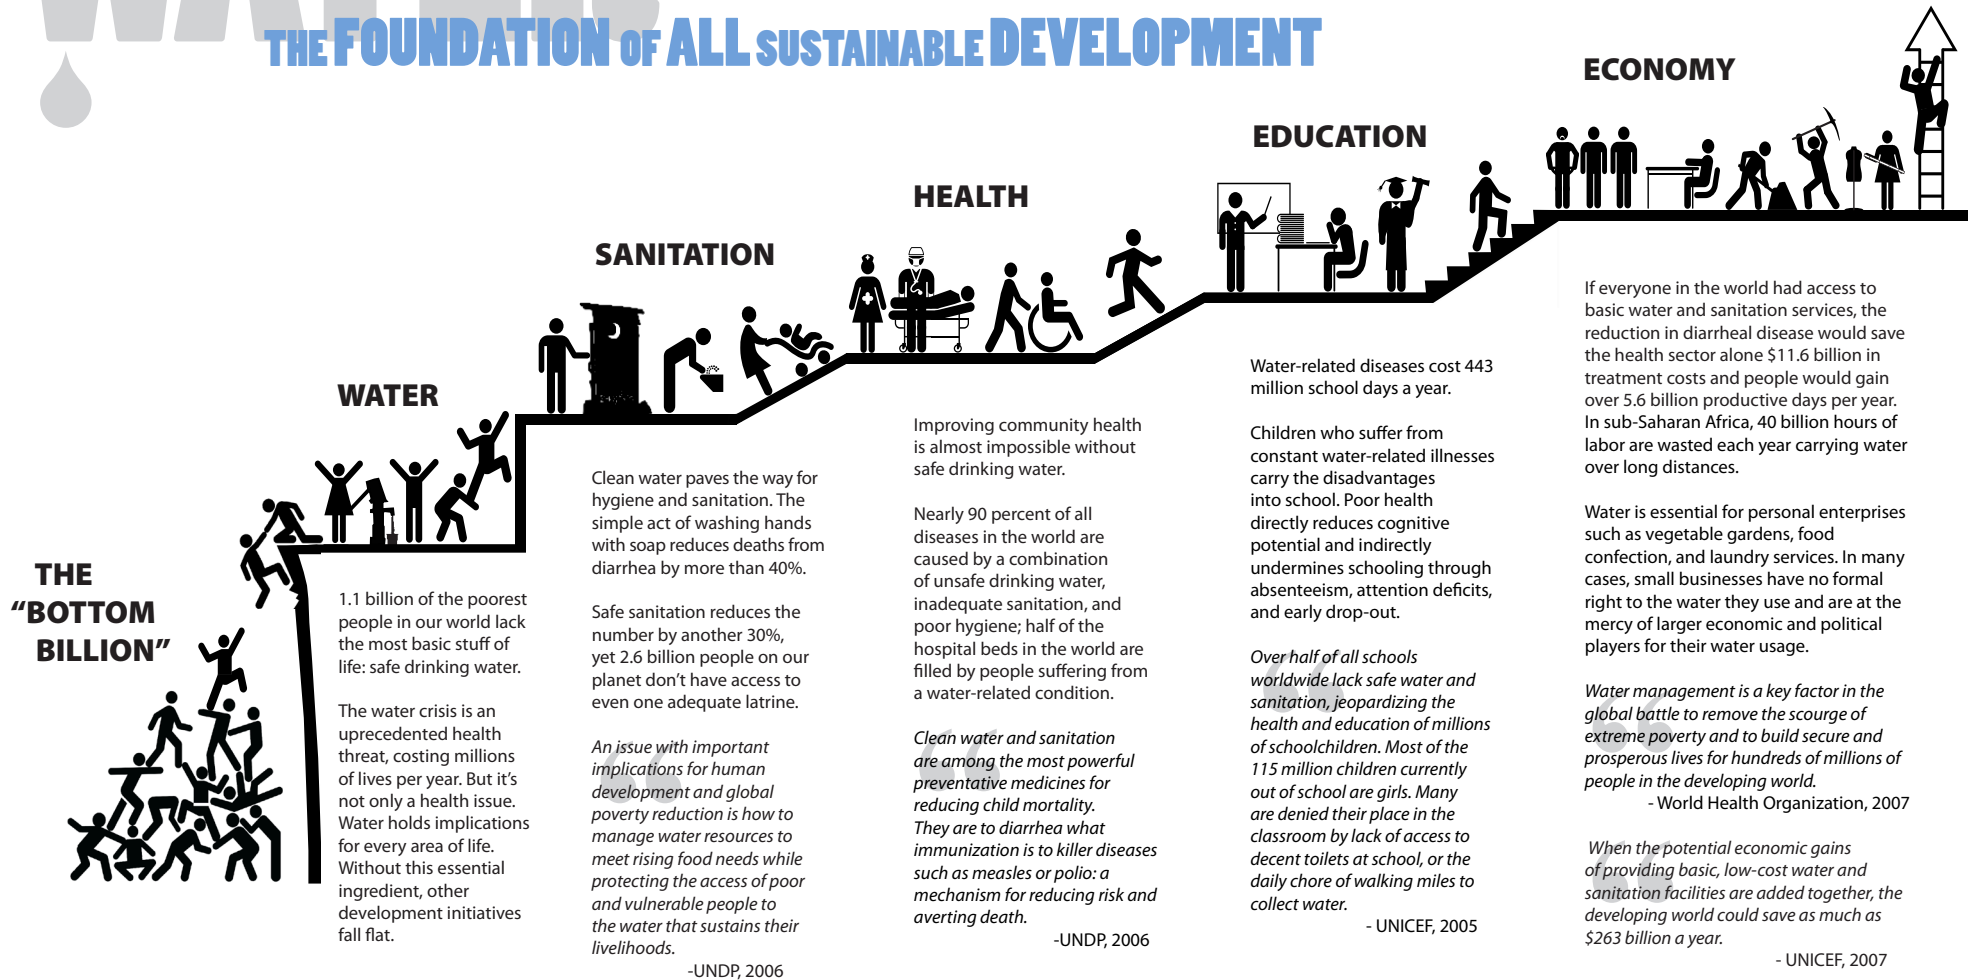 THE FOUNDATION OF ALL SUSTAINABLE DEVELOPMENT
THE
“BOTTOM
BILLION”
WATER
1.1 billion of the poorest
people in our world lack
the most basic stuff of
life: safe drinking water.
The water crisis is an
uprecedented health
threat, costing millions
of lives per year. But it’s
not only a health issue.
Water holds implications
for every area of life.
Without this essential
ingredient, other
development initiatives
fall flat.
SANITATION
Clean water paves the way for
hygiene and sanitation. The
simple act of washing hands
with soap reduces deaths from
diarrhea by more than 40%.
Safe sanitation reduces the
number by another 30%,
yet 2.6 billion people on our
planet don’t have access to
even one adequate latrine.
An issue with important
implications for human
development and global
poverty reduction is how to
manage water resources to
meet rising food needs while
protecting the access of poor
and vulnerable people to
the water that sustains their
livelihoods.
-UNDP, 2006
HEALTH
Improving community health
is almost impossible without
safe drinking water.
Nearly 90 percent of all
diseases in the world are
caused by a combination
of unsafe drinking water,
inadequate sanitation, and
poor hygiene; half of the
hospital beds in the world are
filled by people suffering from
a water-related condition.
Clean water and sanitation
are among the most powerful
preventative medicines for
reducing child mortality.
They are to diarrhea what
immunization is to killer diseases
such as measles or polio: a
mechanism for reducing risk and
averting death.
-UNDP, 2006
EDUCATION
Water-related diseases cost 443
million school days a year.
Children who suffer from
constant water-related illnesses
carry the disadvantages
into school. Poor health
directly reduces cognitive
potential and indirectly
undermines schooling through
absenteeism, attention deficits,
and early drop-out.
Over half of all schools
worldwide lack safe water and
sanitation, jeopardizing the
health and education of millions
of schoolchildren. Most of the
115 million children currently
out of school are girls. Many
are denied their place in the
classroom by lack of access to
decent toilets at school, or the
daily chore of walking miles to
collect water.
- UNICEF, 2005
ECONOMY
If everyone in the world had access to
basic water and sanitation services, the
reduction in diarrheal disease would save
the health sector alone $11.6 billion in
treatment costs and people would gain
over 5.6 billion productive days per year.
In sub-Saharan Africa, 40 billion hours of
labor are wasted each year carrying water
over long distances.
Water is essential for personal enterprises
such as vegetable gardens, food
confection, and laundry services. In many
cases, small businesses have no formal
right to the water they use and are at the
mercy of larger economic and political
players for their water usage.
Water management is a key factor in the
global battle to remove the scourge of
extreme poverty and to build secure and
prosperous lives for hundreds of millions of
people in the developing world.
- World Health Organization, 2007
When the potential economic gains
of providing basic, low-cost water and
sanitation facilities are added together, the
developing world could save as much as
$263 billion a year.
- UNICEF, 2007